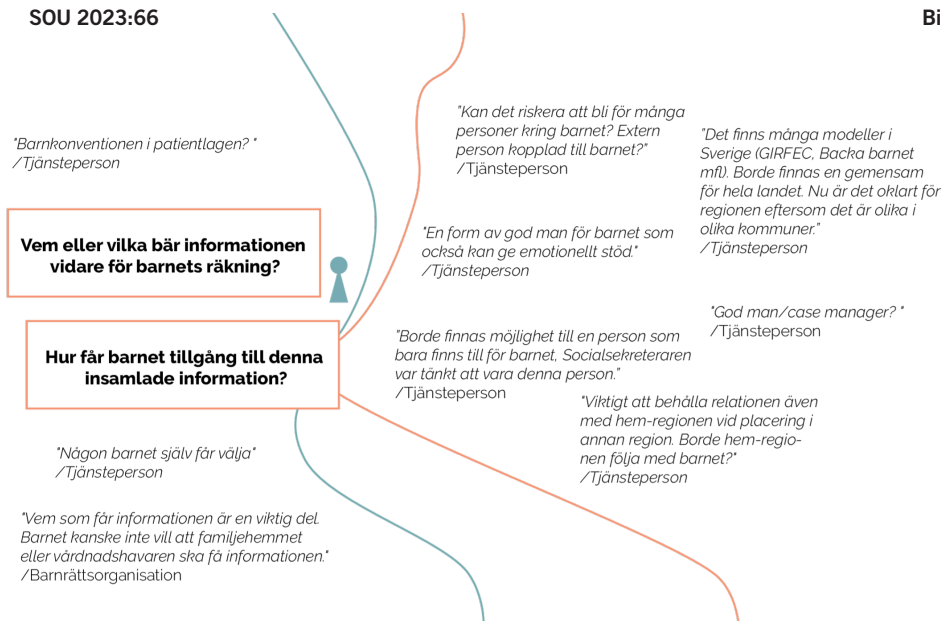 SOU 2023:66
Bi
"Barnkonventionen i patientlagen? "
/Tjänsteperson
Vem eller vilka bär informationen
vidare för barnets räkning?
Hur får barnet tillgång till denna
insamlade information?
"Någon barnet själv får välja"
/Tjänsteperson
"Vem som får informationen är en viktig del.
Barnet kanske inte vill att familjehemmet
eller vårdnadshavaren ska få informationen."
/Barnrättsorganisation
"Kan det riskera att bli för många
personer kring barnet? Extern
person kopplad till barnet?"
/Tjänsteperson
"En form av god man för barnet som
också kan ge emotionellt stöd."
/Tjänsteperson
"Borde finnas möjlighet till en person som
bara finns till för barnet, Socialsekreteraren
var tänkt att vara denna person."
/Tjänsteperson
"Det finns många modeller i
Sverige (GIRFEC, Backa barnet
mfl). Borde finnas en gemensam
för hela landet. Nu är det oklart för
regionen eftersom det är olika i
olika kommuner."
/Tjänsteperson
"God man/case manager? "
/Tjänsteperson
"Viktigt att behålla relationen även
med hem-regionen vid placering i
annan region. Borde hem-regio-
nen följa med barnet?"
/Tjänsteperson